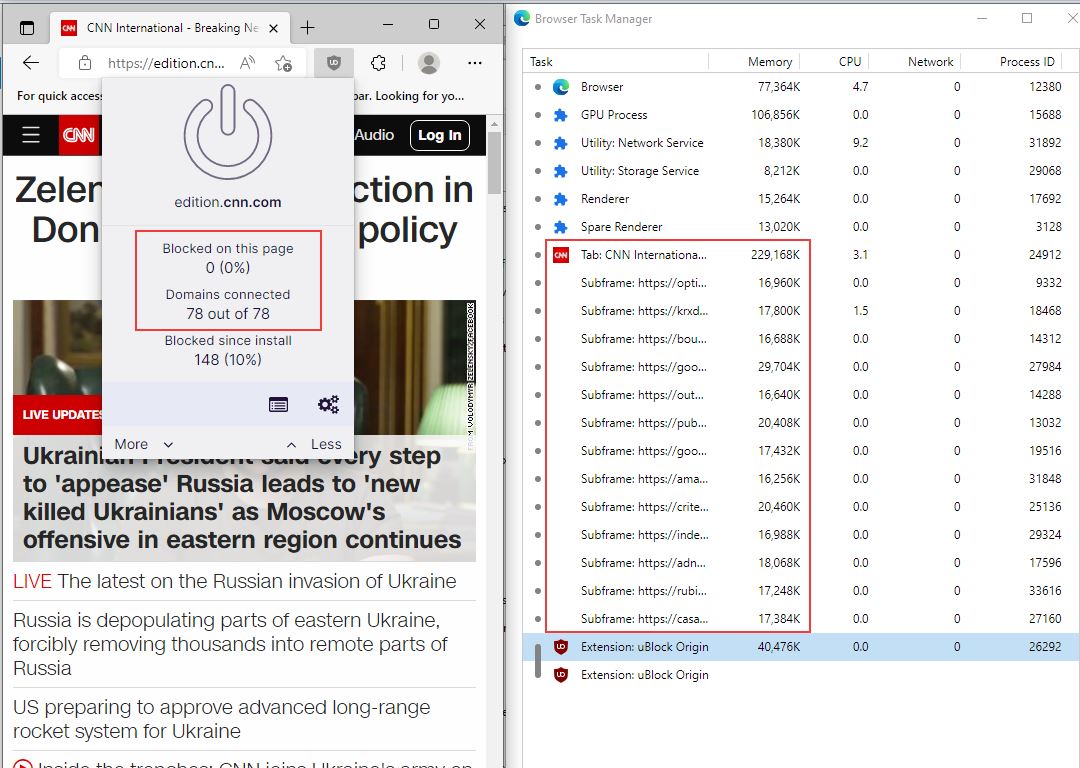 CNN International - Breaking Ne
https://edition.cn...
For quick access
bar. Looking for yo...
CNN
Audio
Log In
edition.cnn.com
Blocked on this page
0 (0%)
Domains connected
78 out of 78
Blocked since install
148 (10%)
More
Less
Zelen
ction in
Don
policy
FROM VOLODYMYR ZELENSKY/FACEBOOK
LIVE UPDATES
Ukrainian President said every step
to 'appease' Russia leads to 'new
killed Ukrainians' as Moscow's
offensive in eastern region continues
LIVE The latest on the Russian invasion of Ukraine
Russia is depopulating parts of eastern Ukraine,
forcibly removing thousands into remote parts of
Russia
US preparing to approve advanced long-range
rocket system for Ukraine
Inside the trenches: CNN joins Ukraine's army on
Browser Task Manager
Task Memory CPU Network Process ID
Browser 77,364K 4.7 0 12380
GPU Process 106,856K 0.0 0 15688
Utility: Network Service 18,380K 9.2 0 31892
Utility: Storage Service 8,212K 0.0 0 29068
Renderer 15,264K 0.0 0 17692
Spare Renderer 13,020K 0.0 0 3128
CNN Tab: CNN Internationa... 229,168K 3.1 0 24912
Subframe: https://opti... 16,960K 0.0 0 9332
Subframe: https://krxd... 17,800K 1.5 0 18468
Subframe: https://bou... 16,688K 0.0 0 14312
Subframe: https://goo... 29,704K 0.0 0 27984
Subframe: https://out... 16,640K 0.0 0 14288
Subframe: https://pub... 20,408K 0.0 0 13032
Subframe: https://goo... 17,432K 0.0 0 19516
Subframe: https://ama... 16,256K 0.0 0 31848
Subframe: https://crite... 20,460K 0.0 0 25136
Subframe: https://inde... 16,988K 0.0 0 29324
Subframe: https://adn... 18,068K 0.0 0 17596
Subframe: https://rubi... 17,248K 0.0 0 33616
Subframe: https://casa... 17,384K 0.0 0 27160
Extension: uBlock Origin 40,476K 0.0 0 26292
Extension: uBlock Origin